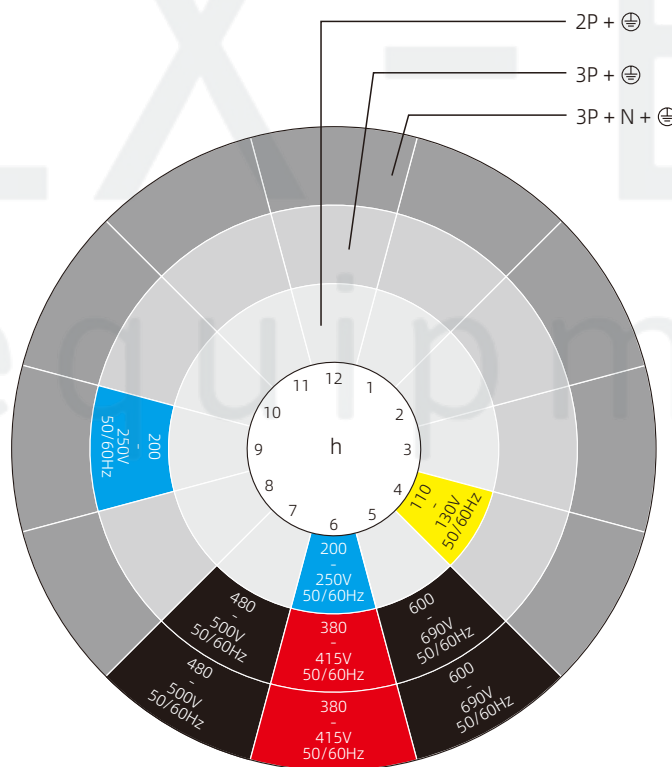 2P + ⏚
3P + ⏚
3P + N + ⏚
12
1
2
3
4
5
6
7
8
9
10
11
h
200
-
250V
50/60Hz
110
-
130V
50/60Hz
200
-
250V
50/60Hz
480
-
500V
50/60Hz
380
-
415V
50/60Hz
600
-
690V
50/60Hz
480
-
500V
50/60Hz
380
-
415V
50/60Hz
600
-
690V
50/60Hz
equipm